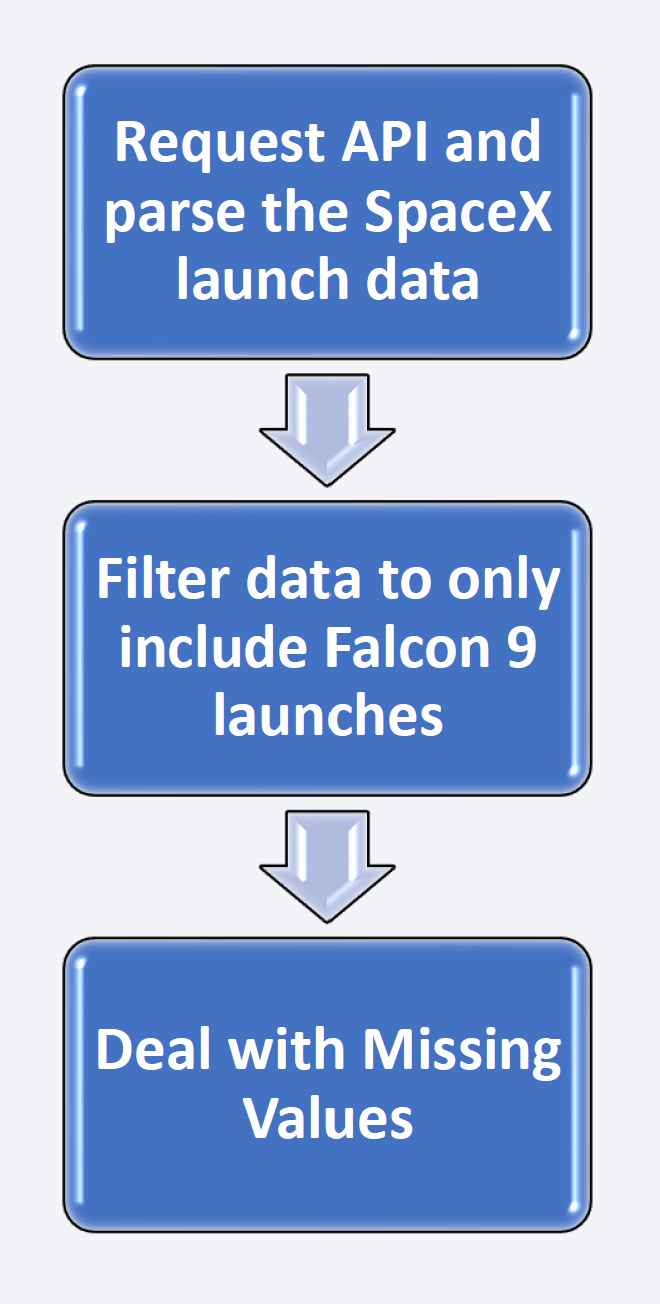 Request API and
parse the SpaceX
launch data
Filter data to only
include Falcon 9
launches
Deal with Missing
Values